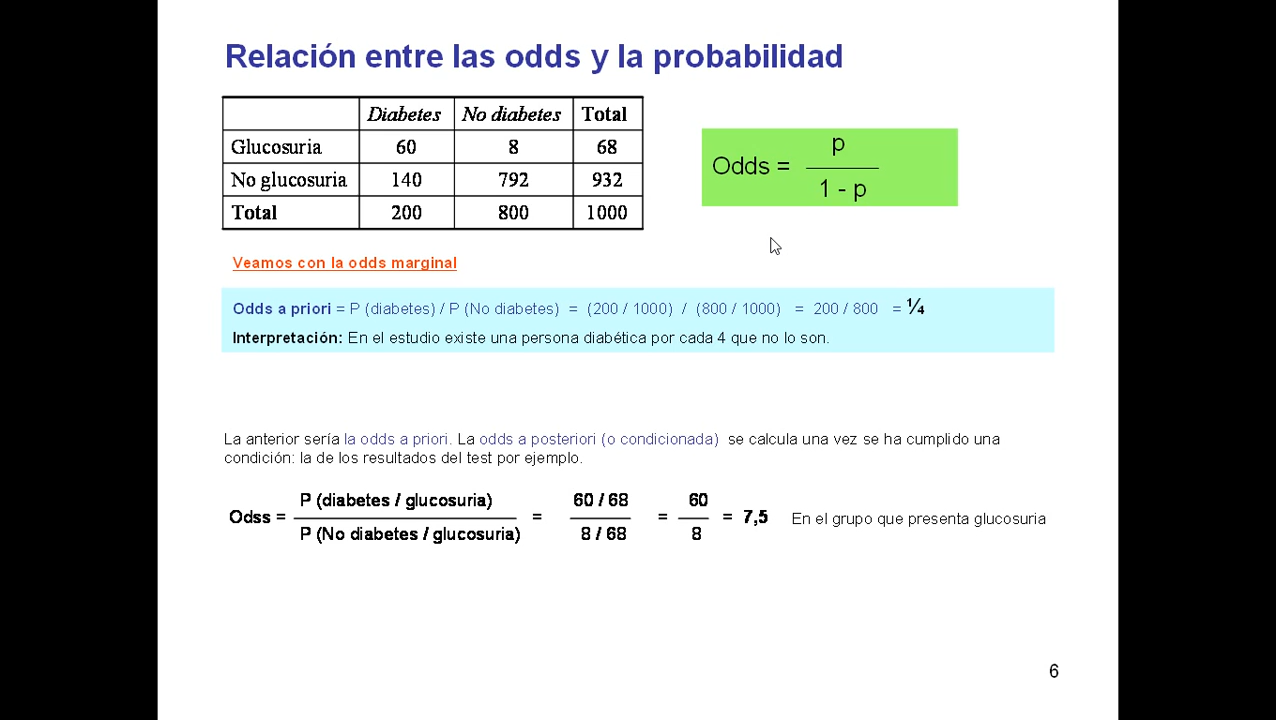 Relación entre las odds y la probabilidad
Diabetes No diabetes Total
Glucosuria 60 8 68
No glucosuria 140 792 932
Total 200 800 1000
Odds = p / 1 - p
Veamos con la odds marginal
Odds a priori = P (diabetes) / P (No diabetes) = (200 / 1000) / (800 / 1000) = 200 / 800 = ¼
Interpretación: En el estudio existe una persona diabética por cada 4 que no lo son.
La anterior sería la odds a priori. La odds a posteriori (o condicionada) se calcula una vez se ha cumplido una
condición: la de los resultados del test por ejemplo.
P (diabetes / glucosuria) 60 / 68 60
Odss = = = = 7,5 En el grupo que presenta glucosuria
P (No diabetes / glucosuria) 8 / 68 8
6